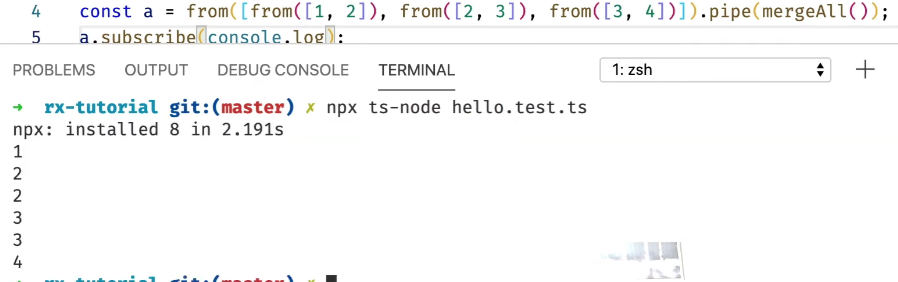 4 const a = from([from([1, 2]), from([2, 3]), from([3, 4])]).pipe(mergeAll());
5 a.subscribe(console.log);
PROBLEMS OUTPUT DEBUG CONSOLE TERMINAL 1: zsh
→ rx-tutorial git:(master) ✗ npx ts-node hello.test.ts
npx: installed 8 in 2.191s
1
2
2
3
3
4
→ rx-tutorial git:(master) ✗